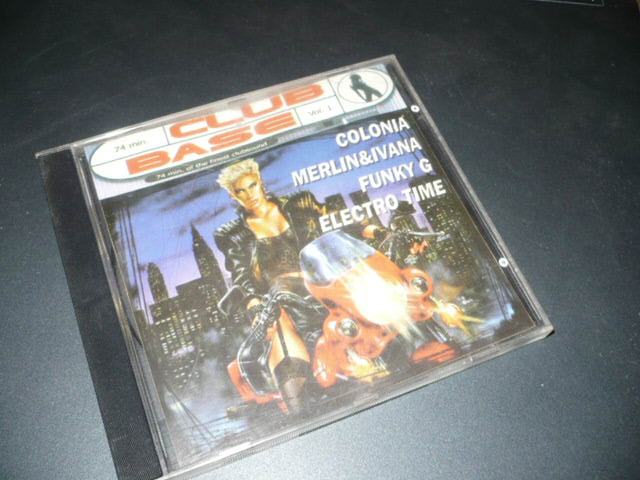 74 min.
CLUB
BASE
Vol. 1
74 min. of the finest clubsound
COLONIA
MERLIN&IVANA
FUNKY G
ELECTRO TIME